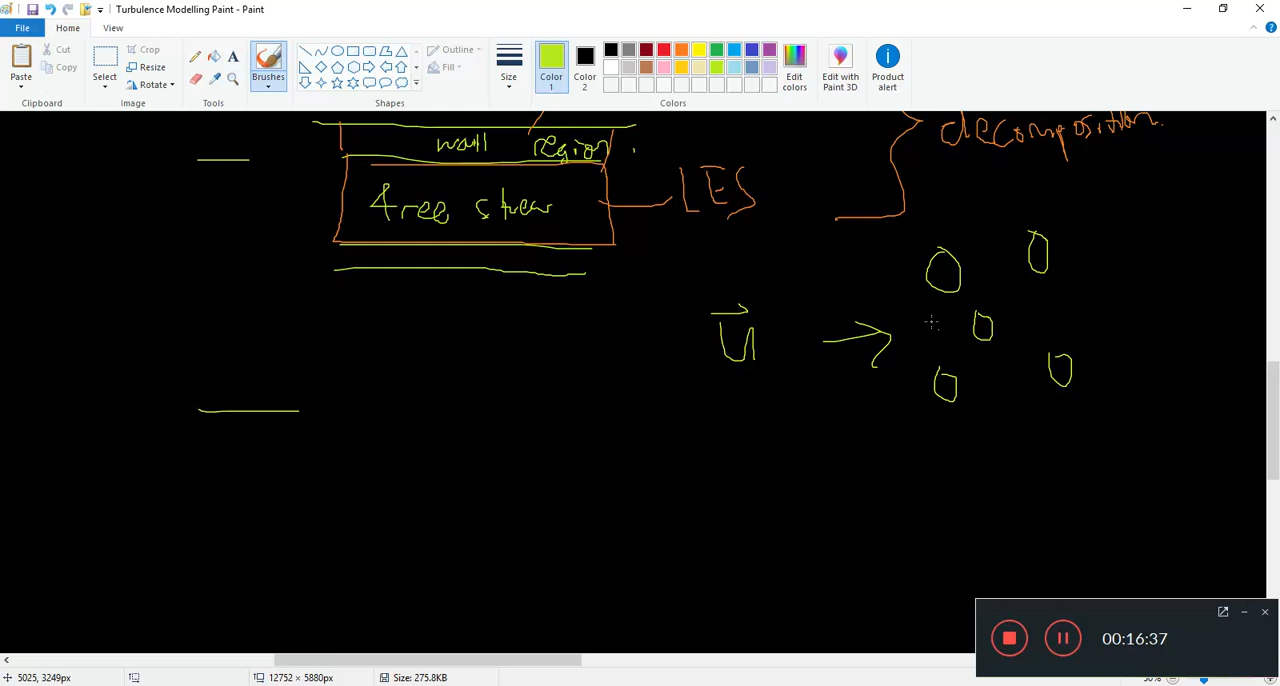 Turbulence Modelling Paint - Paint
File Home View
Paste
Cut
Copy
Clipboard
Select
Crop
Resize
Rotate
Image
A
Tools
Brushes
Outline
Fill
Shapes
Size
Color 1
Color 2
Edit colors
Colors
Edit with Paint 3D
Product alert
decomposition.
wall region.
free shear
LES
U
00:16:37
5025, 3249px
12752 × 5880px
Size: 275.8KB
50%